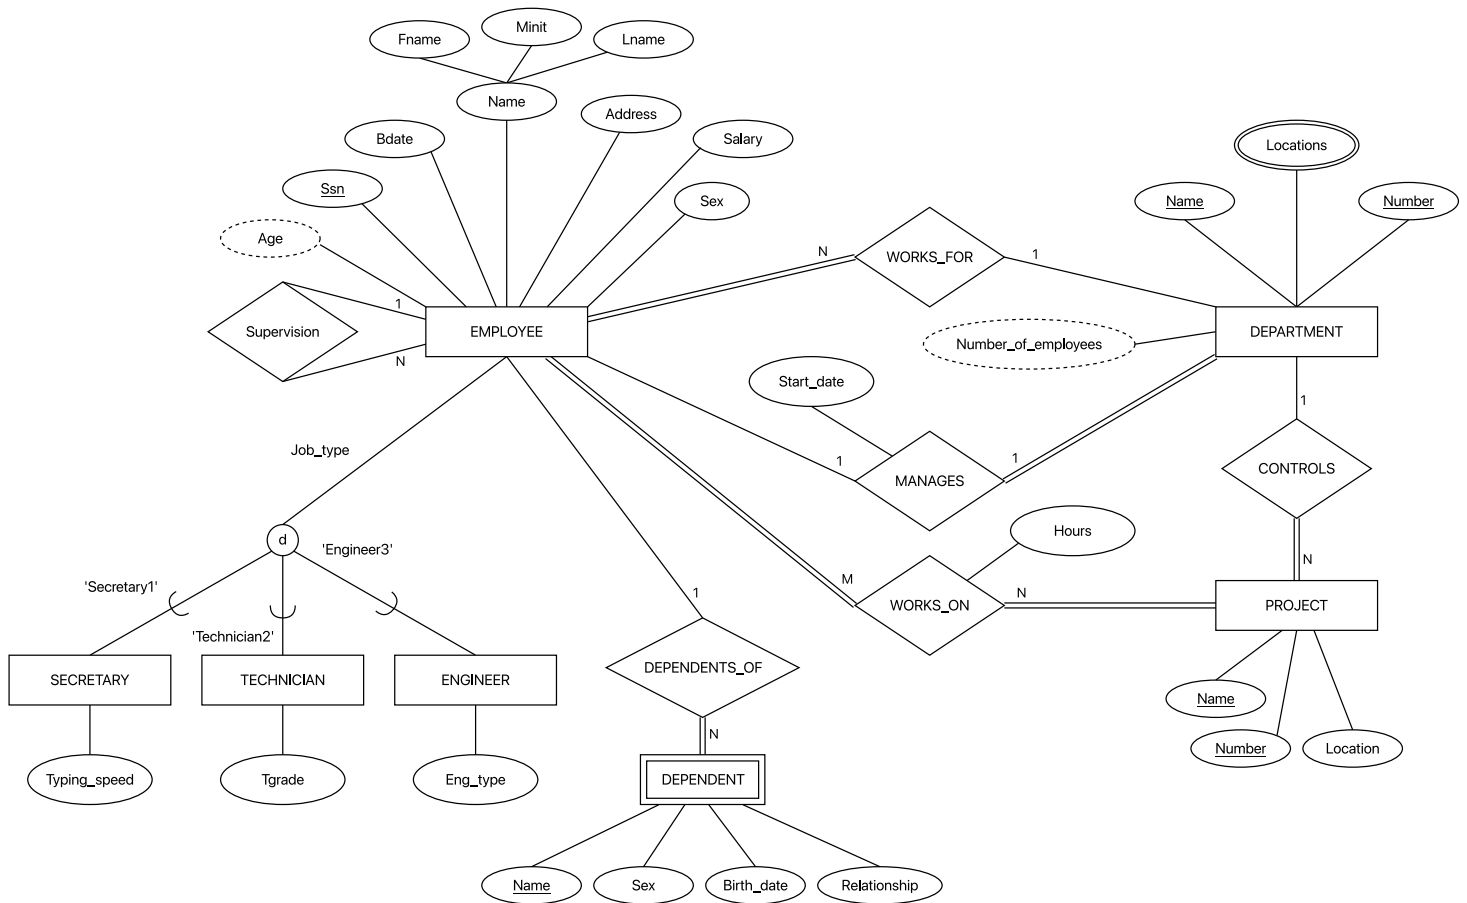 Minit
Fname
Lname
Name
Address
Bdate
Salary
Locations
Ssn
Sex
Name
Number
Age
N
WORKS_FOR
1
1
Supervision
EMPLOYEE
DEPARTMENT
Number_of_employees
N
Start_date
1
Job_type
1
1
MANAGES
CONTROLS
d
'Engineer3'
Hours
N
'Secretary1'
M
N
1
WORKS_ON
PROJECT
'Technician2'
DEPENDENTS_OF
SECRETARY
TECHNICIAN
ENGINEER
Name
N
Number
Location
Typing_speed
Tgrade
Eng_type
DEPENDENT
Name
Sex
Birth_date
Relationship